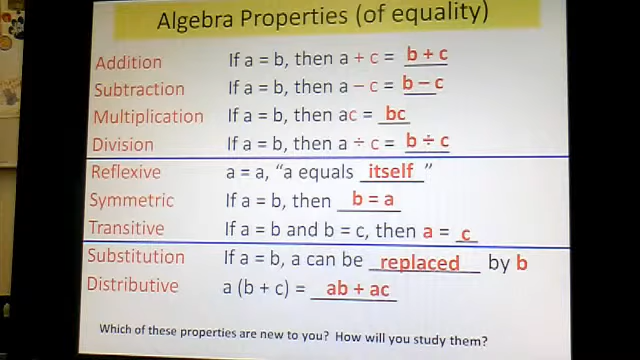 Algebra Properties (of equality)
Addition If a = b, then a + c = b + c
Subtraction If a = b, then a – c = b – c
Multiplication If a = b, then ac = bc
Division If a = b, then a ÷ c = b ÷ c
Reflexive a = a, “a equals itself”
Symmetric If a = b, then b = a
Transitive If a = b and b = c, then a = c
Substitution If a = b, a can be replaced by b
Distributive a (b + c) = ab + ac
Which of these properties are new to you? How will you study them?